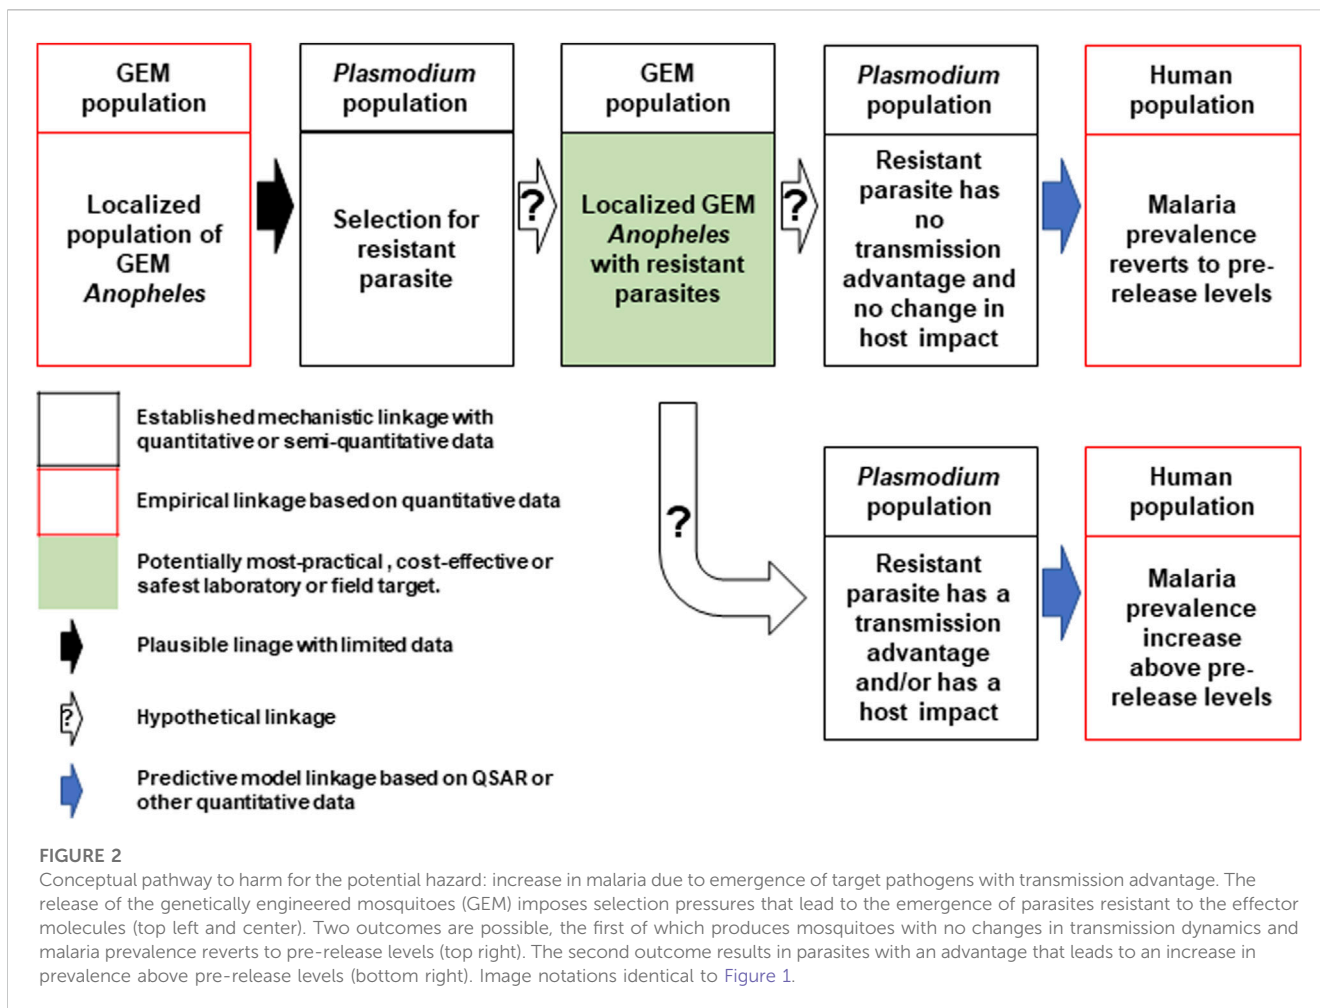 GEM
population
Localized
population of
GEM
Anopheles
Plasmodium
population
Selection for
resistant
parasite
?
GEM
population
Localized GEM
Anopheles
with resistant
parasites
?
Plasmodium
population
Resistant
parasite has
no
transmission
advantage and
no change in
host impact
Human
population
Malaria
prevalence
reverts to pre-
release levels
?
Plasmodium
population
Resistant
parasite has a
transmission
advantage
and/or has a
host impact
Human
population
Malaria
prevalence
increase
above pre-
release levels
Established mechanistic linkage with
quantitative or semi-quantitative data
Empirical linkage based on quantitative data
Potentially most-practical , cost-effective or
safest laboratory or field target.
Plausible linage with limited data
?
Hypothetical linkage
Predictive model linkage based on QSAR or
other quantitative data
FIGURE 2
Conceptual pathway to harm for the potential hazard: increase in malaria due to emergence of target pathogens with transmission advantage. The
release of the genetically engineered mosquitoes (GEM) imposes selection pressures that lead to the emergence of parasites resistant to the effector
molecules (top left and center). Two outcomes are possible, the first of which produces mosquitoes with no changes in transmission dynamics and
malaria prevalence reverts to pre-release levels (top right). The second outcome results in parasites with an advantage that leads to an increase in
prevalence above pre-release levels (bottom right). Image notations identical to Figure 1.